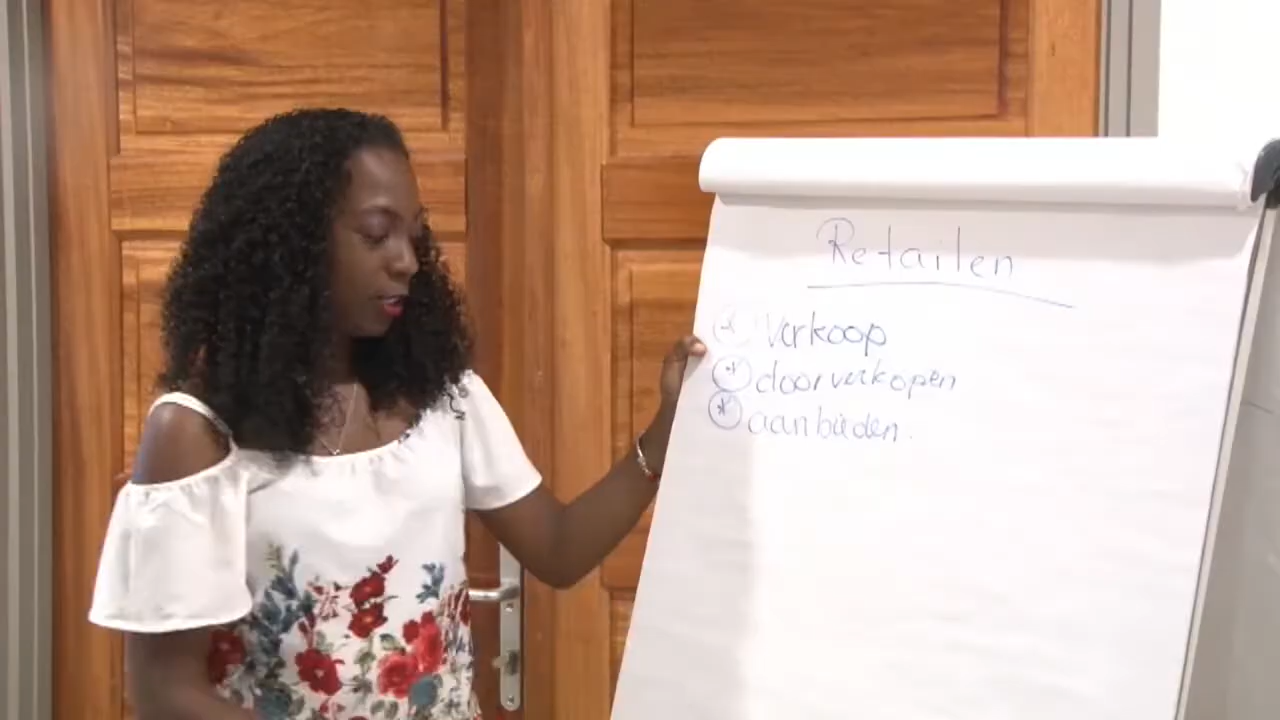 Retailen
* verkoop
* doorverkopen
* aanbieden.